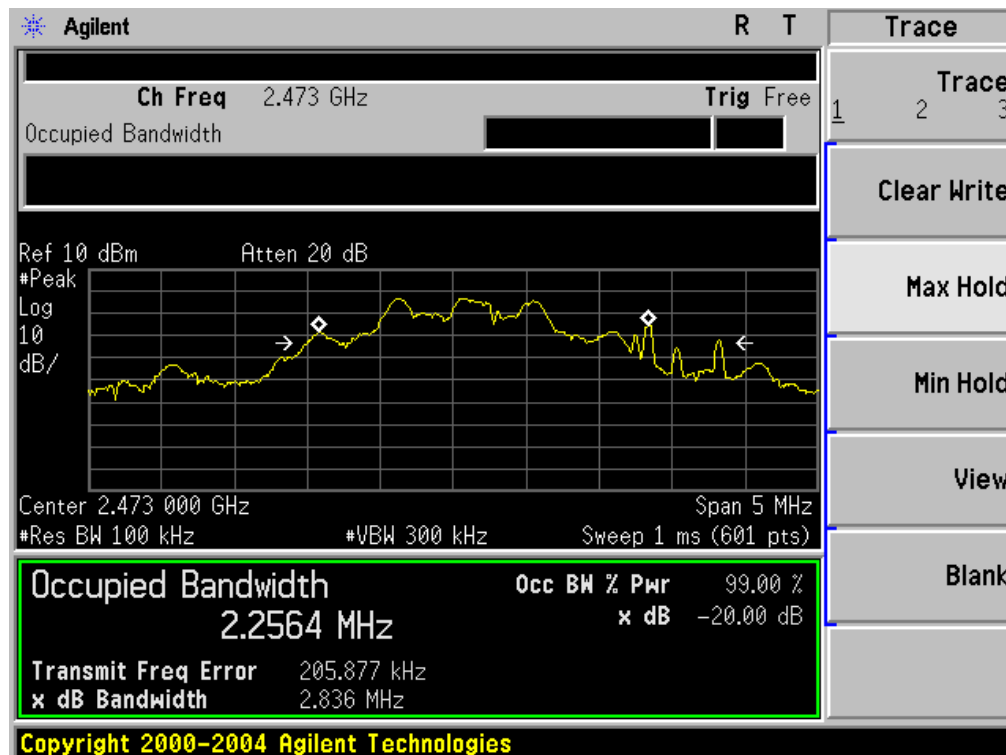 Agilent R T Trace
Ch Freq 2.473 GHz Trig Free
Occupied Bandwidth
Trace
1 2 3
Clear Write
Max Hold
Min Hold
View
Blank
Ref 10 dBm Atten 20 dB
#Peak
Log
10
dB/
Center 2.473 000 GHz Span 5 MHz
#Res BW 100 kHz #VBW 300 kHz Sweep 1 ms (601 pts)
Occupied Bandwidth Occ BW % Pwr 99.00 %
2.2564 MHz x dB -20.00 dB
Transmit Freq Error 205.877 kHz
x dB Bandwidth 2.836 MHz
Copyright 2000-2004 Agilent Technologies